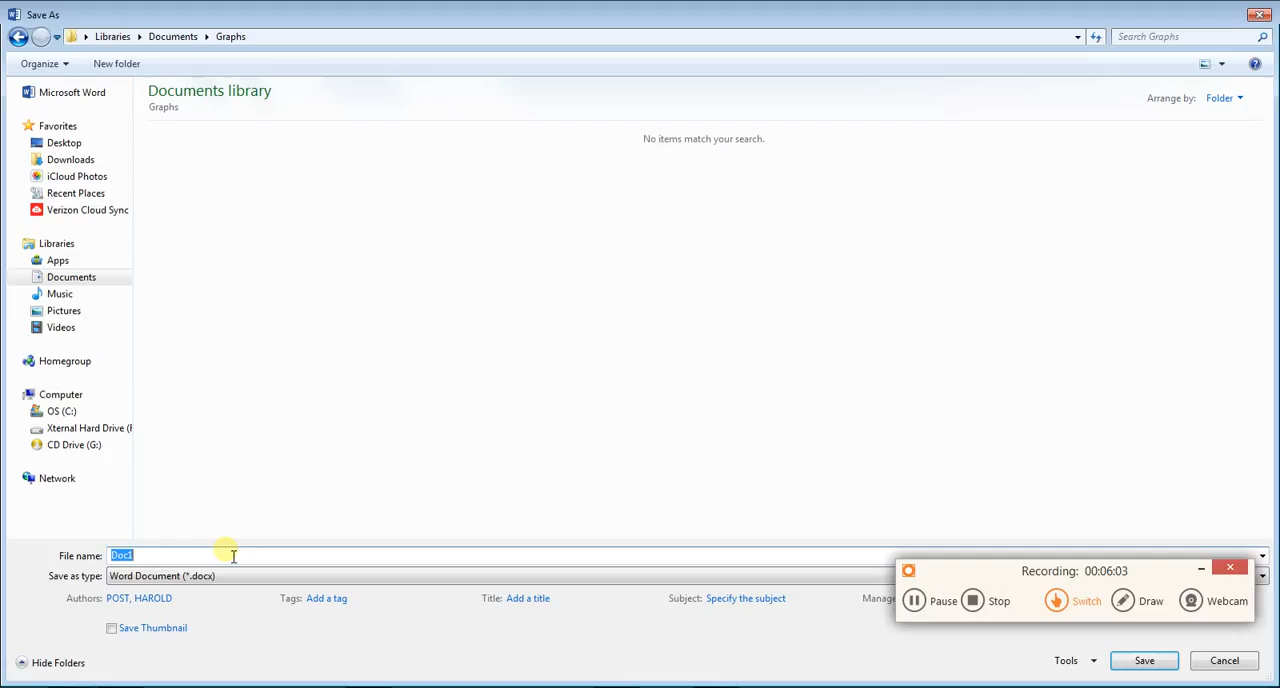 Save As
Libraries Documents Graphs
Search Graphs
Organize New folder
Microsoft Word
Favorites
Desktop
Downloads
iCloud Photos
Recent Places
Verizon Cloud Sync
Libraries
Apps
Documents
Music
Pictures
Videos
Homegroup
Computer
OS (C:)
Xternal Hard Drive (F
CD Drive (G:)
Network
Documents library
Graphs
Arrange by: Folder
No items match your search.
File name: Doc1
Save as type: Word Document (*.docx)
Authors: POST, HAROLD Tags: Add a tag Title: Add a title Subject: Specify the subject Manage
Save Thumbnail
Recording: 00:06:03
Pause Stop Switch Draw Webcam
Hide Folders
Tools Save Cancel